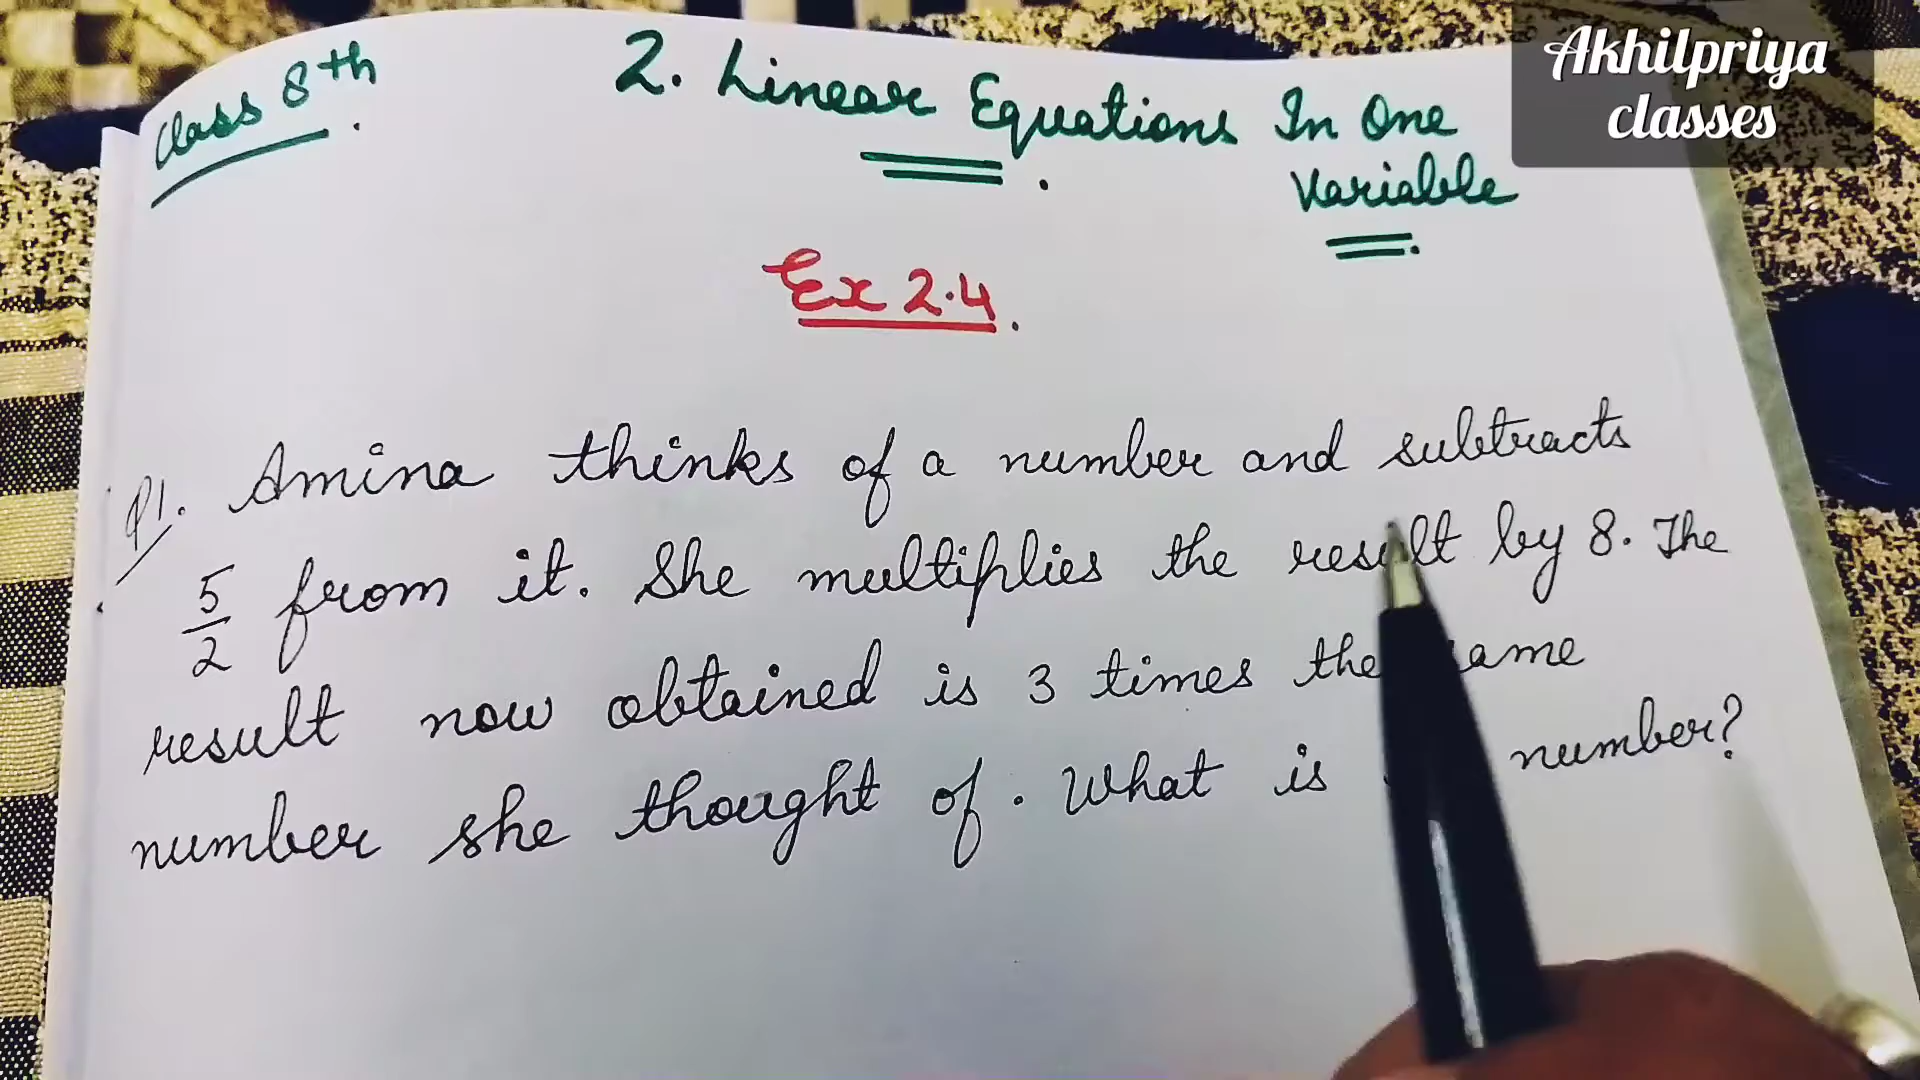 Akhilpriya
classes
Class 8th.
2. Linear Equations In One
Variable
Ex 2.4.
Q1. Amina thinks of a number and subtracts
5/2 from it. She multiplies the result by 8. The
result now obtained is 3 times the same
number she thought of. What is number?